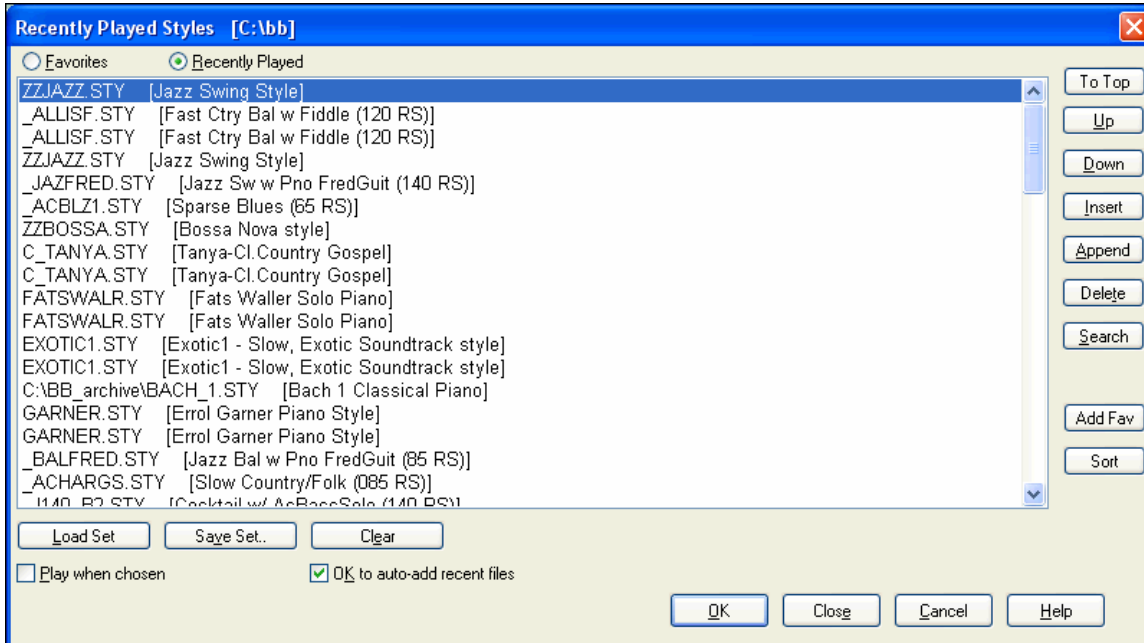 Recently Played Styles [C:\bb]
Favorites Recently Played
ZZJAZZ.STY [Jazz Swing Style]
_ALLISF.STY [Fast Ctry Bal w Fiddle (120 RS)]
_ALLISF.STY [Fast Ctry Bal w Fiddle (120 RS)]
ZZJAZZ.STY [Jazz Swing Style]
_JAZFRED.STY [Jazz Sw w Pno FredGuit (140 RS)]
_ACBLZ1.STY [Sparse Blues (65 RS)]
ZZBOSSA.STY [Bossa Nova style]
C_TANYA.STY [Tanya-Cl.Country Gospel]
C_TANYA.STY [Tanya-Cl.Country Gospel]
FATSWALR.STY [Fats Waller Solo Piano]
FATSWALR.STY [Fats Waller Solo Piano]
EXOTIC1.STY [Exotic1 - Slow, Exotic Soundtrack style]
EXOTIC1.STY [Exotic1 - Slow, Exotic Soundtrack style]
C:\BB_archive\BACH_1.STY [Bach 1 Classical Piano]
GARNER.STY [Errol Garner Piano Style]
GARNER.STY [Errol Garner Piano Style]
_BALFRED.STY [Jazz Bal w Pno FredGuit (85 RS)]
_ACHARGS.STY [Slow Country/Folk (085 RS)]
_J140_B2.STY [Cocktail w/ AcBassSolo (140 RS)]
To Top
Up
Down
Insert
Append
Delete
Search
Add Fav
Sort
Load Set Save Set.. Clear
Play when chosen OK to auto-add recent files
OK Close Cancel Help